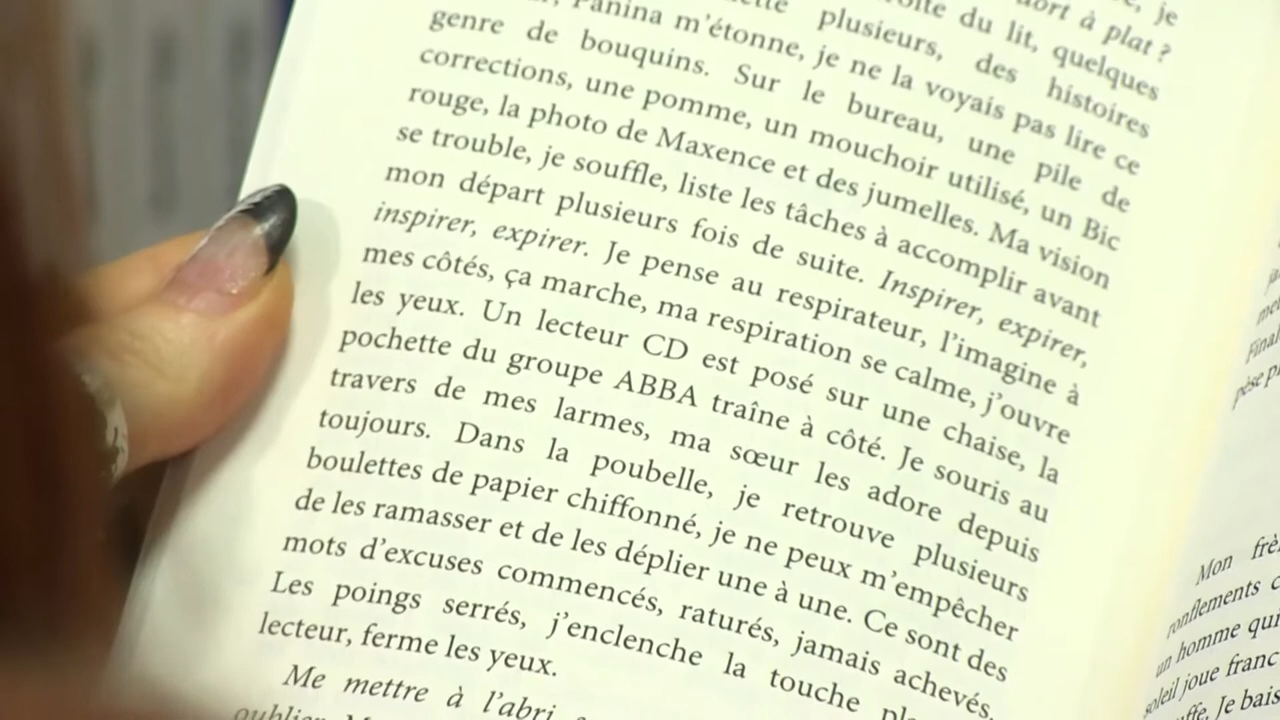 je
à plat ?
du lit, quelques
plusieurs, des histoires
Panina m'étonne, je ne la voyais pas lire ce
genre de bouquins. Sur le bureau, une pile de
corrections, une pomme, un mouchoir utilisé, un Bic
rouge, la photo de Maxence et des jumelles. Ma vision
se trouble, je souffle, liste les tâches à accomplir avant
mon départ plusieurs fois de suite. Inspirer, expirer,
inspirer, expirer. Je pense au respirateur, l'imagine à
mes côtés, ça marche, ma respiration se calme, j'ouvre
les yeux. Un lecteur CD est posé sur une chaise, la
pochette du groupe ABBA traîne à côté. Je souris au
travers de mes larmes, ma sœur les adore depuis
toujours. Dans la poubelle, je retrouve plusieurs
boulettes de papier chiffonné, je ne peux m'empêcher
de les ramasser et de les déplier une à une. Ce sont des
mots d'excuses commencés, raturés, jamais achevés.
Les poings serrés, j'enclenche la touche
lecteur, ferme les yeux.
Me mettre à l'abri
oublier
Mon
ronflements
un homme qui
soleil joue
Je